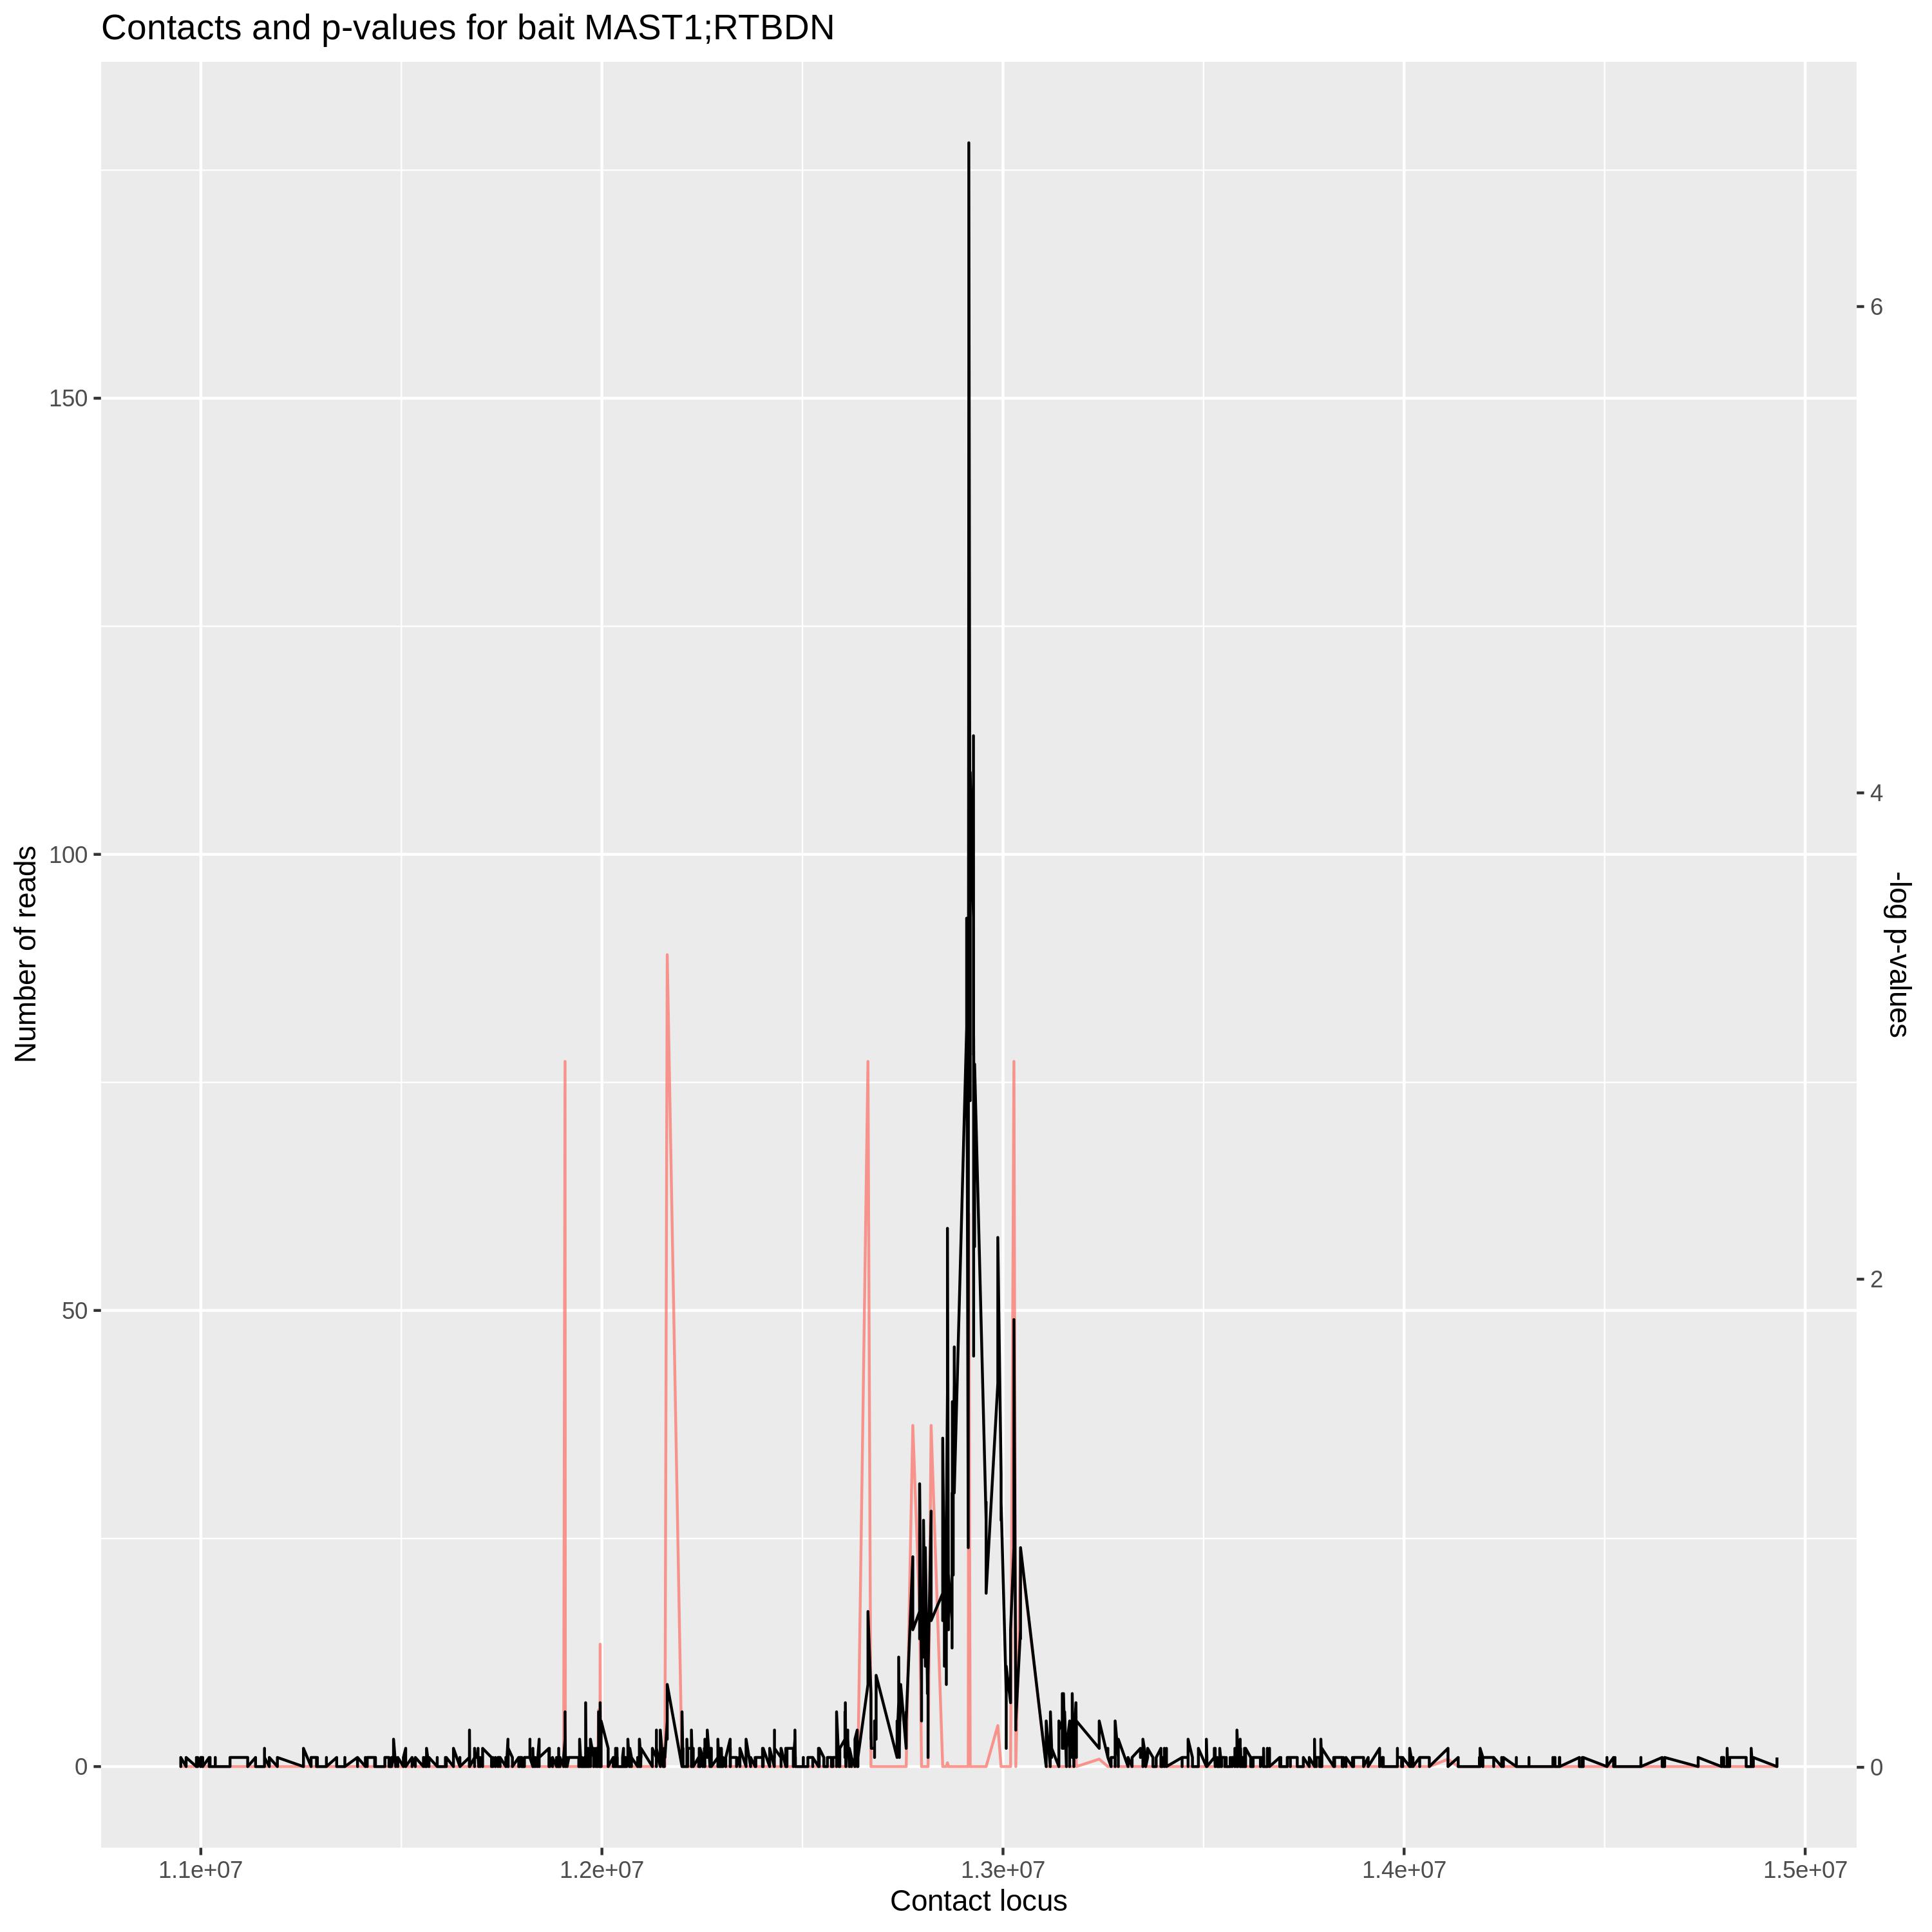 Contacts and p-values for bait MAST1;RTBDN
Number of reads
150
100
50
0
6
4
2
0
-log p-values
1.1e+07
1.2e+07
1.3e+07
1.4e+07
1.5e+07
Contact locus